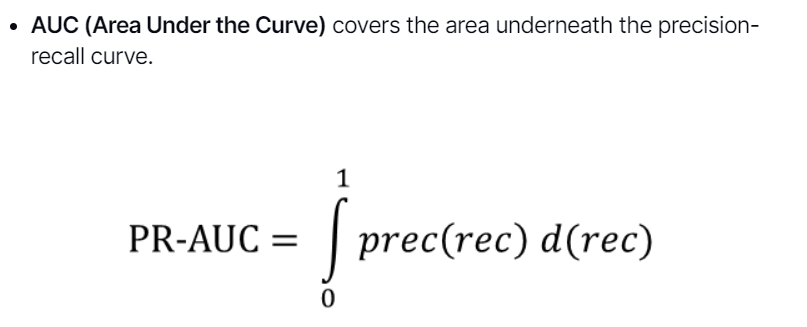 • AUC (Area Under the Curve) covers the area underneath the precision-
recall curve.
1
PR-AUC = ∫ prec(rec) d(rec)
0